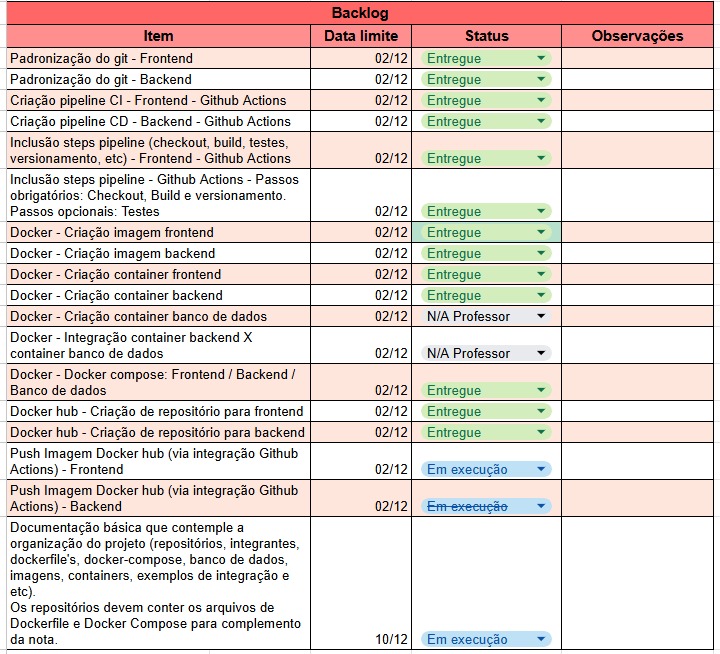 Backlog
Item Data limite Status Observações
Padronização do git - Frontend 02/12 Entregue
Padronização do git - Backend 02/12 Entregue
Criação pipeline CI - Frontend - Github Actions 02/12 Entregue
Criação pipeline CD - Backend - Github Actions 02/12 Entregue
Inclusão steps pipeline (checkout, build, testes,
versionamento, etc) - Frontend - Github Actions 02/12 Entregue
Inclusão steps pipeline - Github Actions - Passos
obrigatórios: Checkout, Build e versionamento.
Passos opcionais: Testes 02/12 Entregue
Docker - Criação imagem frontend 02/12 Entregue
Docker - Criação imagem backend 02/12 Entregue
Docker - Criação container frontend 02/12 Entregue
Docker - Criação container backend 02/12 Entregue
Docker - Criação container banco de dados 02/12 N/A Professor
Docker - Integração container backend X
container banco de dados 02/12 N/A Professor
Docker - Docker compose: Frontend / Backend /
Banco de dados 02/12 Entregue
Docker hub - Criação de repositório para frontend 02/12 Entregue
Docker hub - Criação de repositório para backend 02/12 Entregue
Push Imagem Docker hub (via integração Github
Actions) - Frontend 02/12 Em execução
Push Imagem Docker hub (via integração Github
Actions) - Backend 02/12 Em execução
Documentação básica que contemple a
organização do projeto (repositórios, integrantes,
dockerfile's, docker-compose, banco de dados,
imagens, containers, exemplos de integração e
etc).
Os repositórios devem conter os arquivos de
Dockerfile e Docker Compose para complemento
da nota. 10/12 Em execução